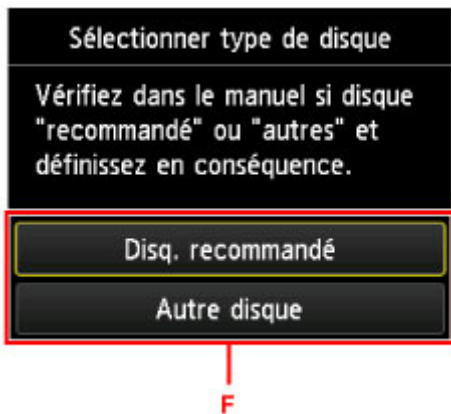 Sélectionner type de disque
Vérifiez dans le manuel si disque
"recommandé" ou "autres" et
définissez en conséquence.
Disq. recommandé
Autre disque
F